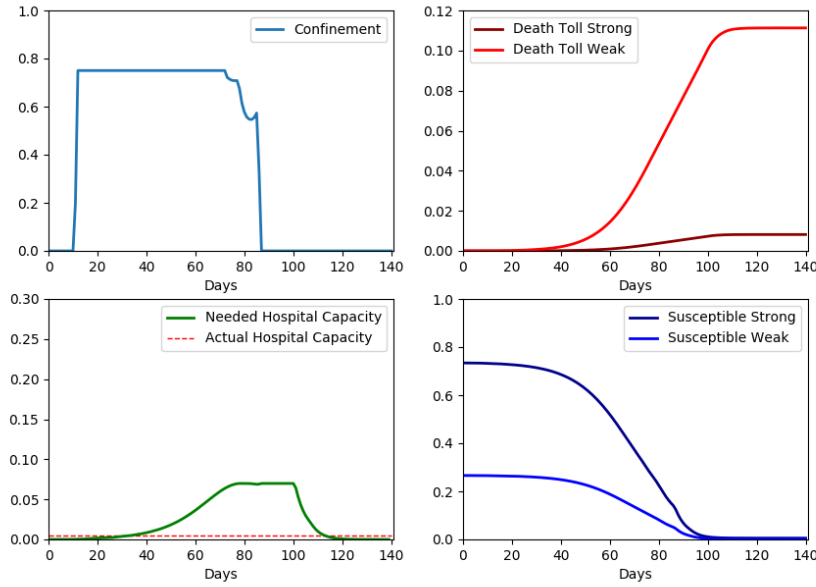 1.0
0.8
0.6
0.4
0.2
0.0
Confinement
0 20 40 60 80 100 120 140
Days
0.12
0.10
0.08
0.06
0.04
0.02
0.00
Death Toll Strong
Death Toll Weak
0 20 40 60 80 100 120 140
Days
0.30
0.25
0.20
0.15
0.10
0.05
0.00
Needed Hospital Capacity
Actual Hospital Capacity
0 20 40 60 80 100 120 140
Days
1.0
0.8
0.6
0.4
0.2
0.0
Susceptible Strong
Susceptible Weak
0 20 40 60 80 100 120 140
Days